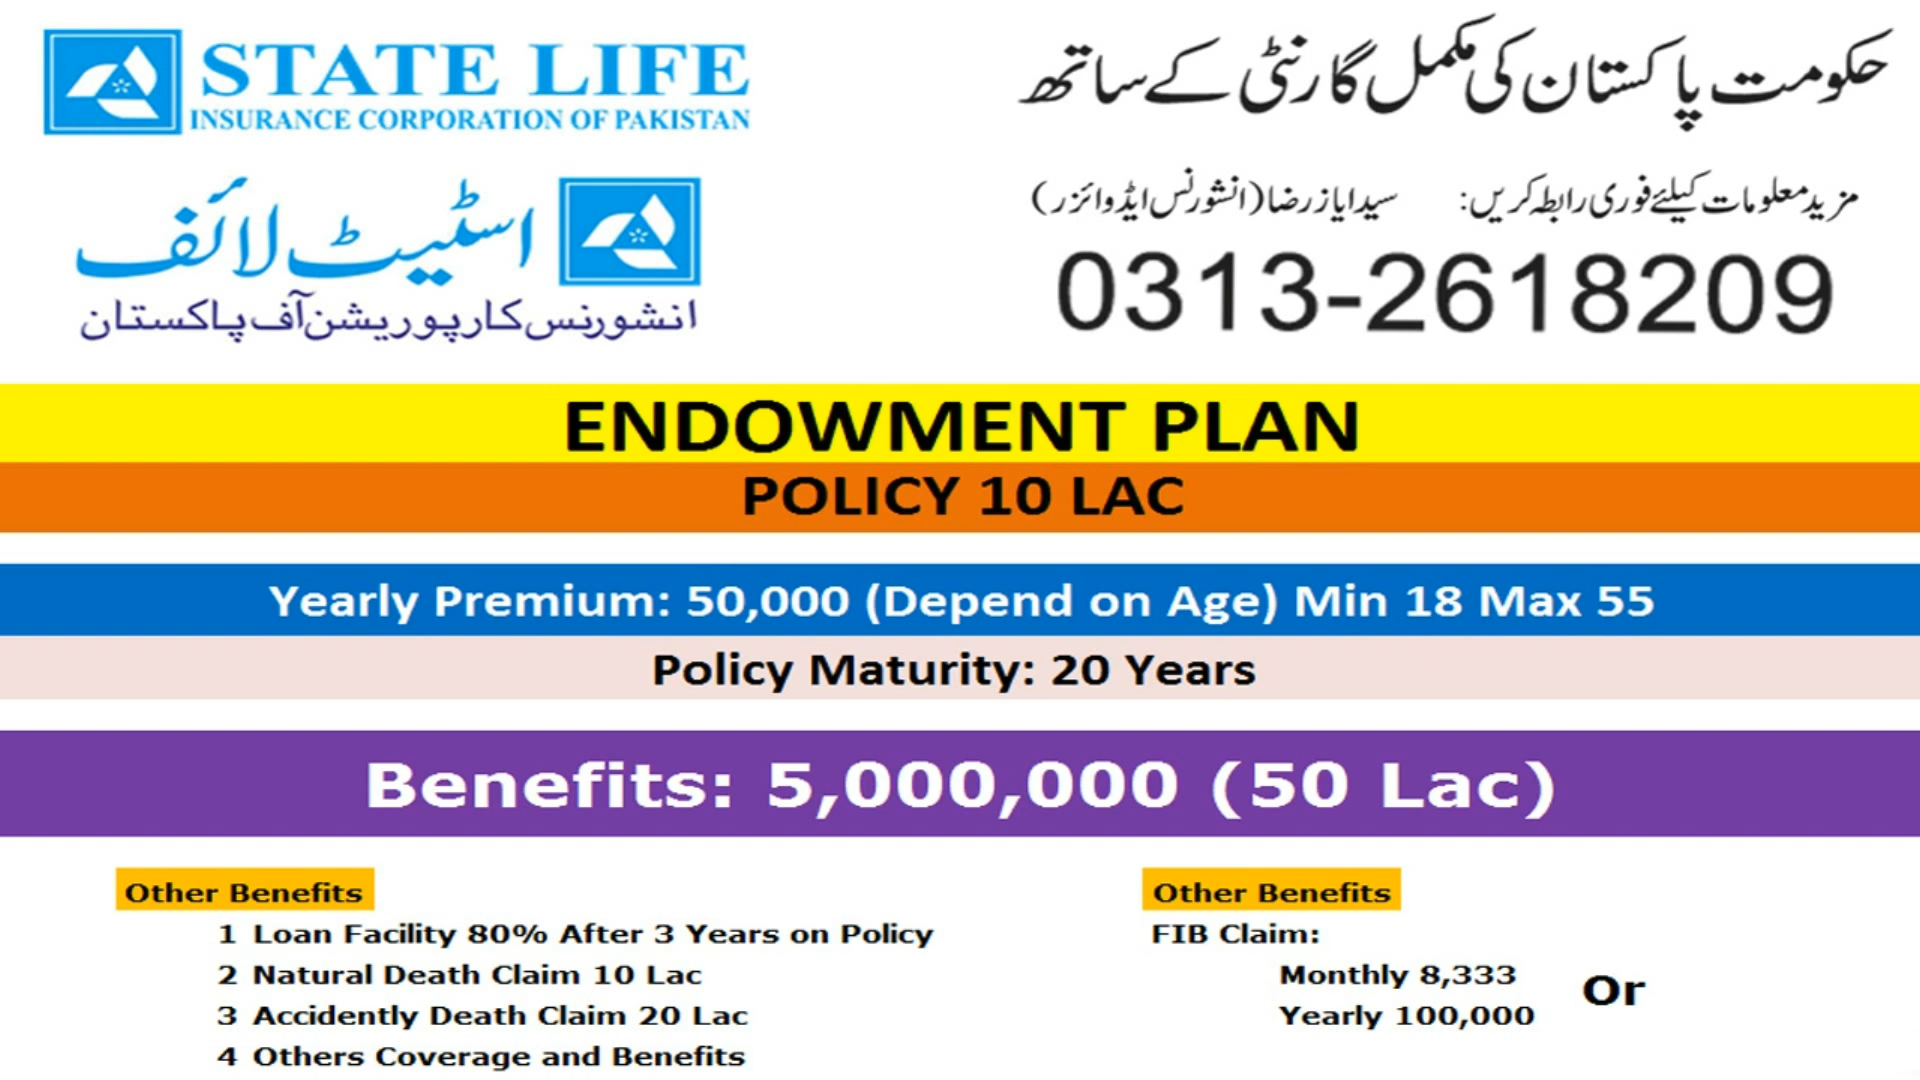 STATE LIFE
INSURANCE CORPORATION OF PAKISTAN
اسٹیٹ لائف
انشورنس کارپوریشن آف پاکستان
حکومت پاکستان کی مکمل گارنٹی کے ساتھ
مزید معلومات کیلئے فوری رابطہ کریں: سید ایاز رضا (انشورنس ایڈوائزر)
0313-2618209
ENDOWMENT PLAN
POLICY 10 LAC
Yearly Premium: 50,000 (Depend on Age) Min 18 Max 55
Policy Maturity: 20 Years
Benefits: 5,000,000 (50 Lac)
Other Benefits
1 Loan Facility 80% After 3 Years on Policy
2 Natural Death Claim 10 Lac
3 Accidently Death Claim 20 Lac
4 Others Coverage and Benefits
Other Benefits
FIB Claim:
Monthly 8,333
Or
Yearly 100,000